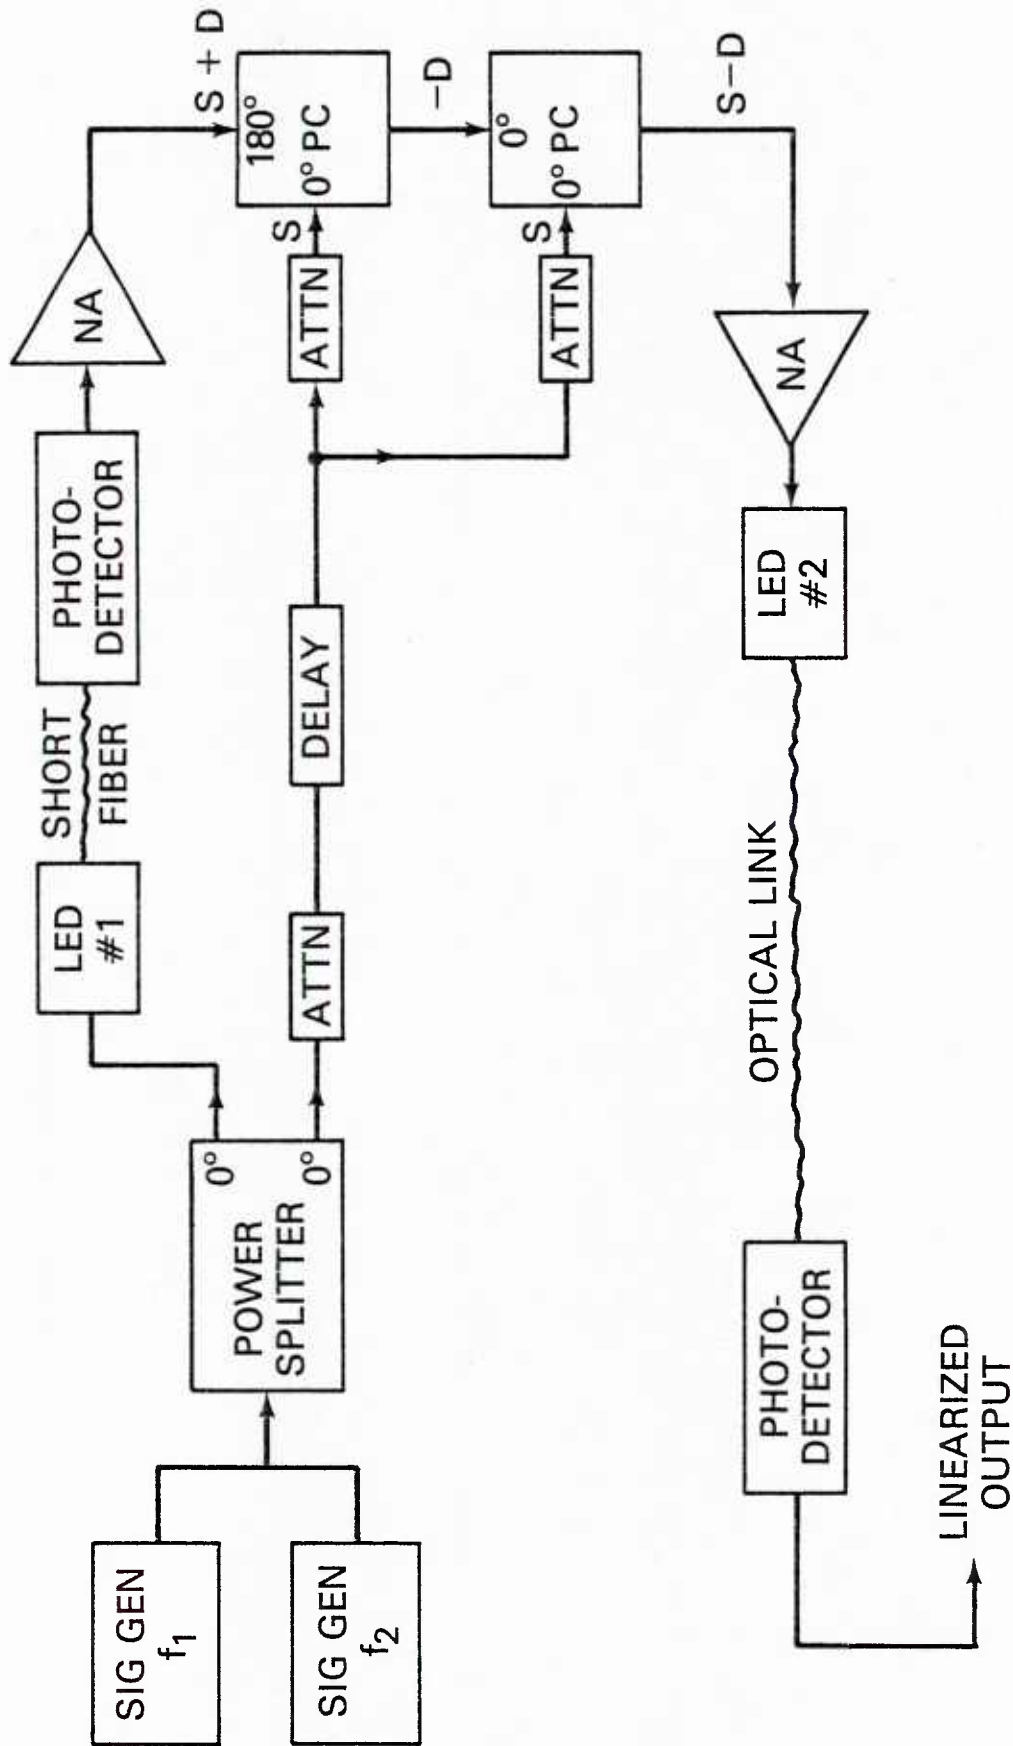 SIG GEN
f1
SIG GEN
f2
POWER
SPLITTER
0°
0°
LED
#1
SHORT
FIBER
PHOTO-
DETECTOR
NA
S + D
ATTN
DELAY
ATTN
S
180°
0° PC
-D
ATTN
S
0°
0° PC
S-D
NA
LED
#2
OPTICAL LINK
PHOTO-
DETECTOR
LINEARIZED
OUTPUT